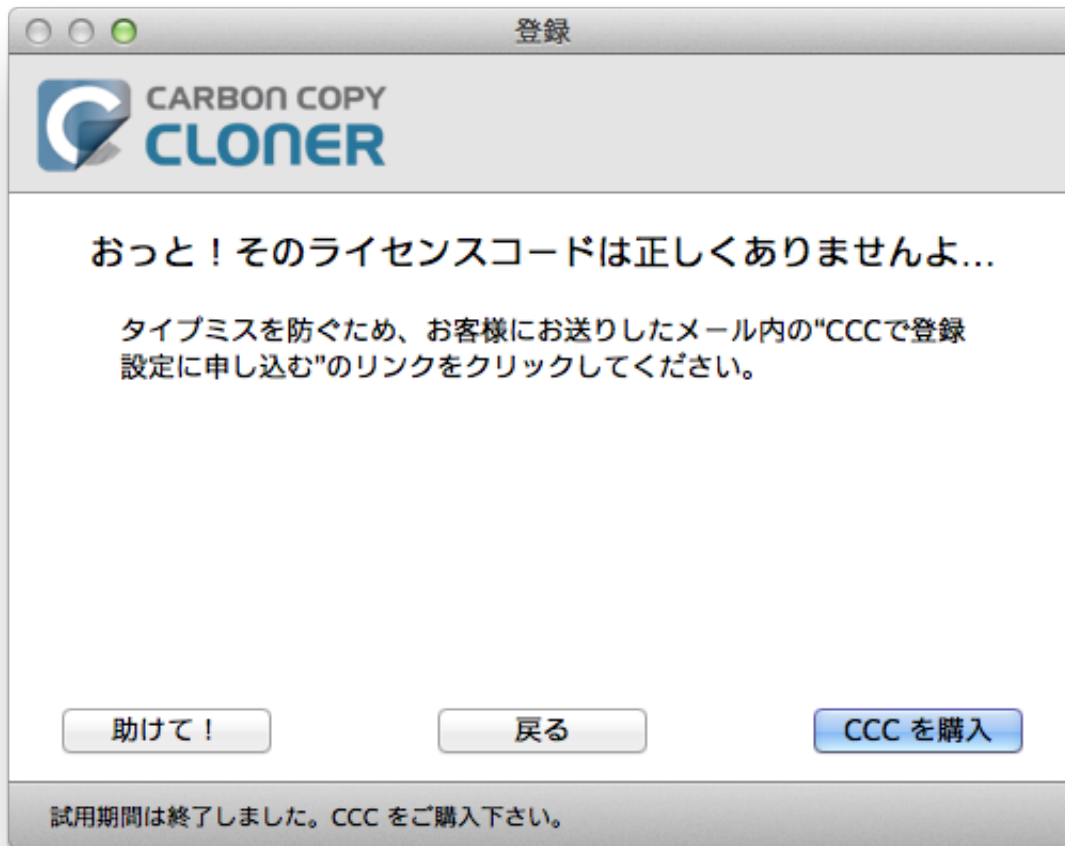 登録
CARBON COPY
CLONER
おっと！そのライセンスコードは正しくありませんよ...
タイプミスを防ぐため、お客様にお送りしたメール内の“CCCで登録
設定に申し込む”のリンクをクリックしてください。
助けて！
戻る
CCC を購入
試用期間は終了しました。CCC をご購入下さい。